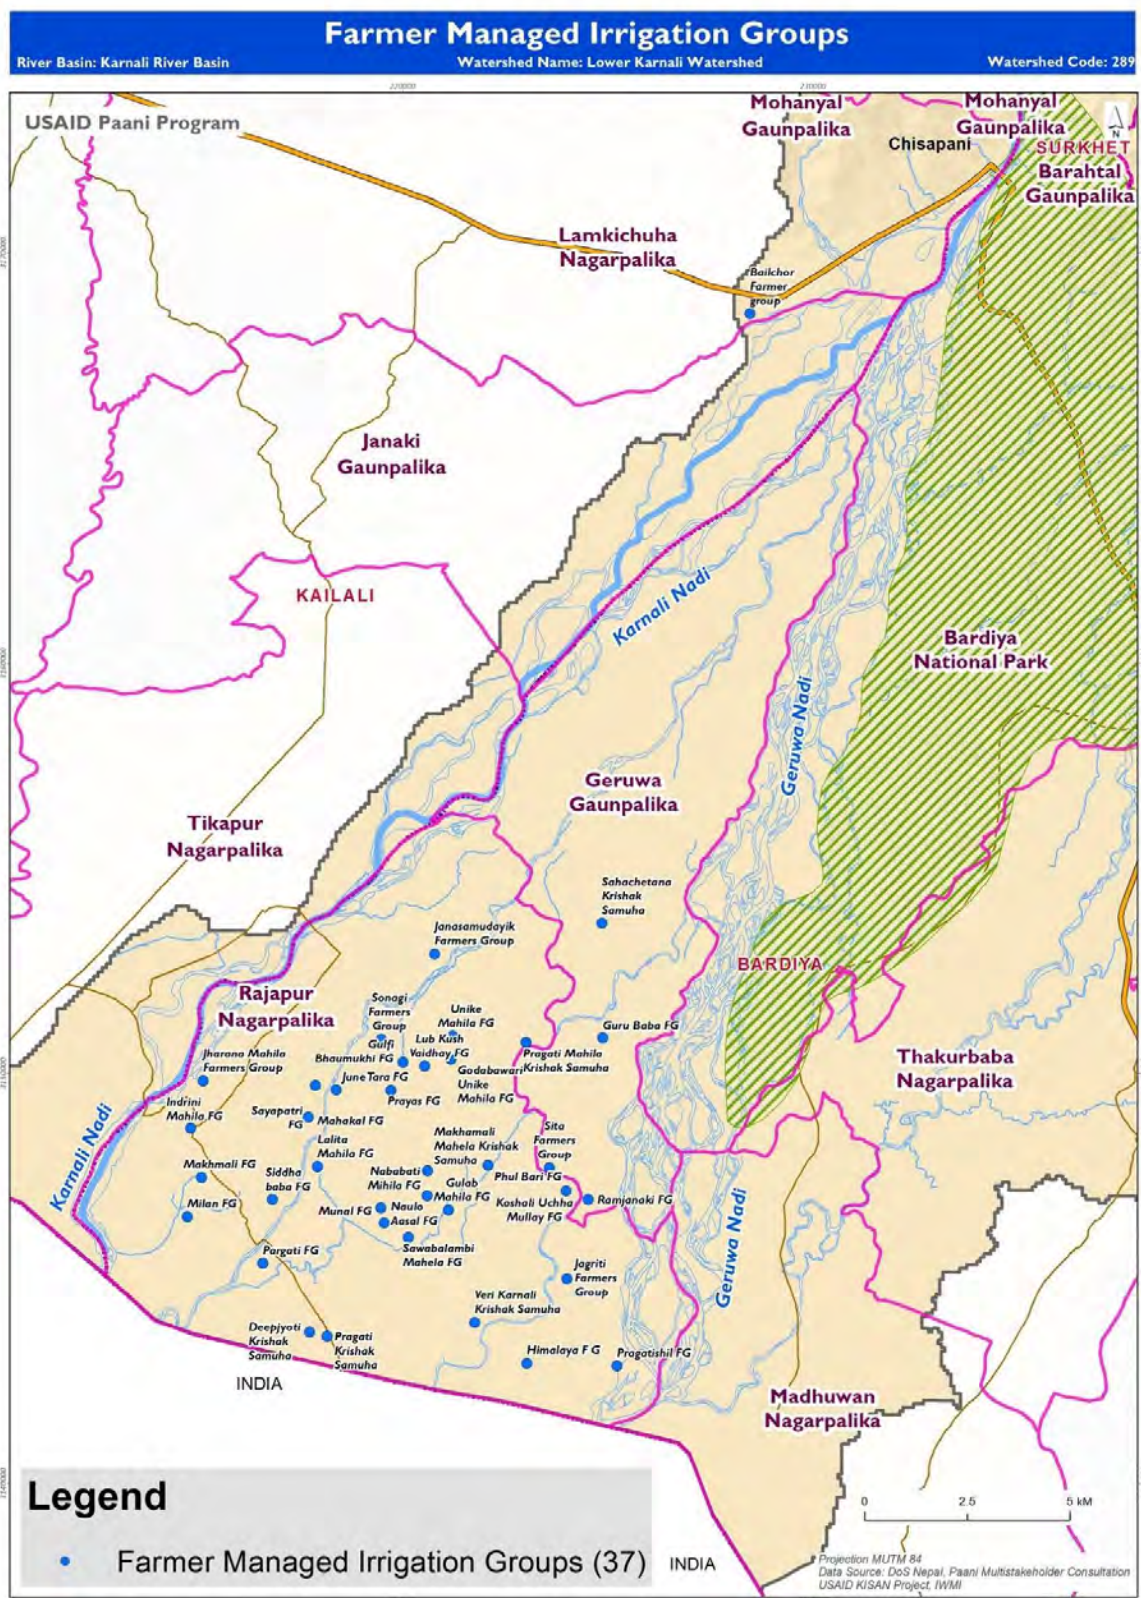 Farmer Managed Irrigation Groups
River Basin: Karnali River Basin
Watershed Name: Lower Karnali Watershed
Watershed Code: 289
220000
230000
USAID Paani Program
Mohanyal
Gaunpalika
Mohanyal
Gaunpalika
N
Chisapani
SURKHET
Barahtal
Gaunpalika
3170000
Lamkichuha
Nagarpalika
Bailchor
Farmer
group
Janaki
Gaunpalika
KAILALI
Karnali Nadi
Bardiya
National Park
3160000
Geruwa Nadi
Geruwa
Gaunpalika
Tikapur
Nagarpalika
Sahachetana
Krishak
Samuha
Janasamudayik
Farmers Group
BARDIYA
Rajapur
Nagarpalika
Sonagi
Farmers
Group
Unike
Mahila FG
Guru Baba FG
Gulfi
Bhaumukhi FG
Lub Kush
Vaidhay FG
Pragati Mahila
Krishak Samuha
Thakurbaba
Nagarpalika
Jharana Mahila
Farmers Group
JuneTara FG
Godabawari
Unike
Mahila FG
3150000
Prayas FG
Indrini
Mahila FG
Sayapatri
FG
Mahakal FG
Karnali Nadi
Lalita
Mahila FG
Makhamali
Mahela Krishak
Samuha
Sita
Farmers
Group
Makhmali FG
Siddha
baba FG
Nababati
Mihila FG
Gulab
Mahila FG
Phul Bari FG
Milan FG
Munal FG
Naulo
Aasal FG
Koshali Uchha
Mullay FG
Ramjanaki FG
Geruwa Nadi
Pargati FG
Sawabalambi
Mahela FG
Jagriti
Farmers
Group
Veri Karnali
Krishak Samuha
Deepjyoti
Krishak
Samuha
Pragati
Krishak
Samuha
Himalaya F G
Pragatishil FG
INDIA
Madhuwan
Nagarpalika
3140000
Legend
Farmer Managed Irrigation Groups (37)
INDIA
0 2.5 5 kM
Projection MUTM 84
Data Source: DoS Nepal, Paani Multistakeholder Consultation
USAID KISAN Project, IWMI